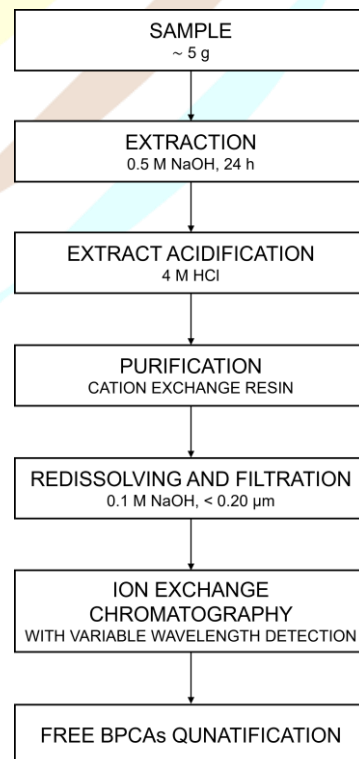 SAMPLE
~ 5 g
EXTRACTION
0.5 M NaOH, 24 h
EXTRACT ACIDIFICATION
4 M HCl
PURIFICATION
CATION EXCHANGE RESIN
REDISSOLVING AND FILTRATION
0.1 M NaOH, < 0.20 μm
ION EXCHANGE
CHROMATOGRAPHY
WITH VARIABLE WAVELENGTH DETECTION
FREE BPCAs QUNATIFICATION